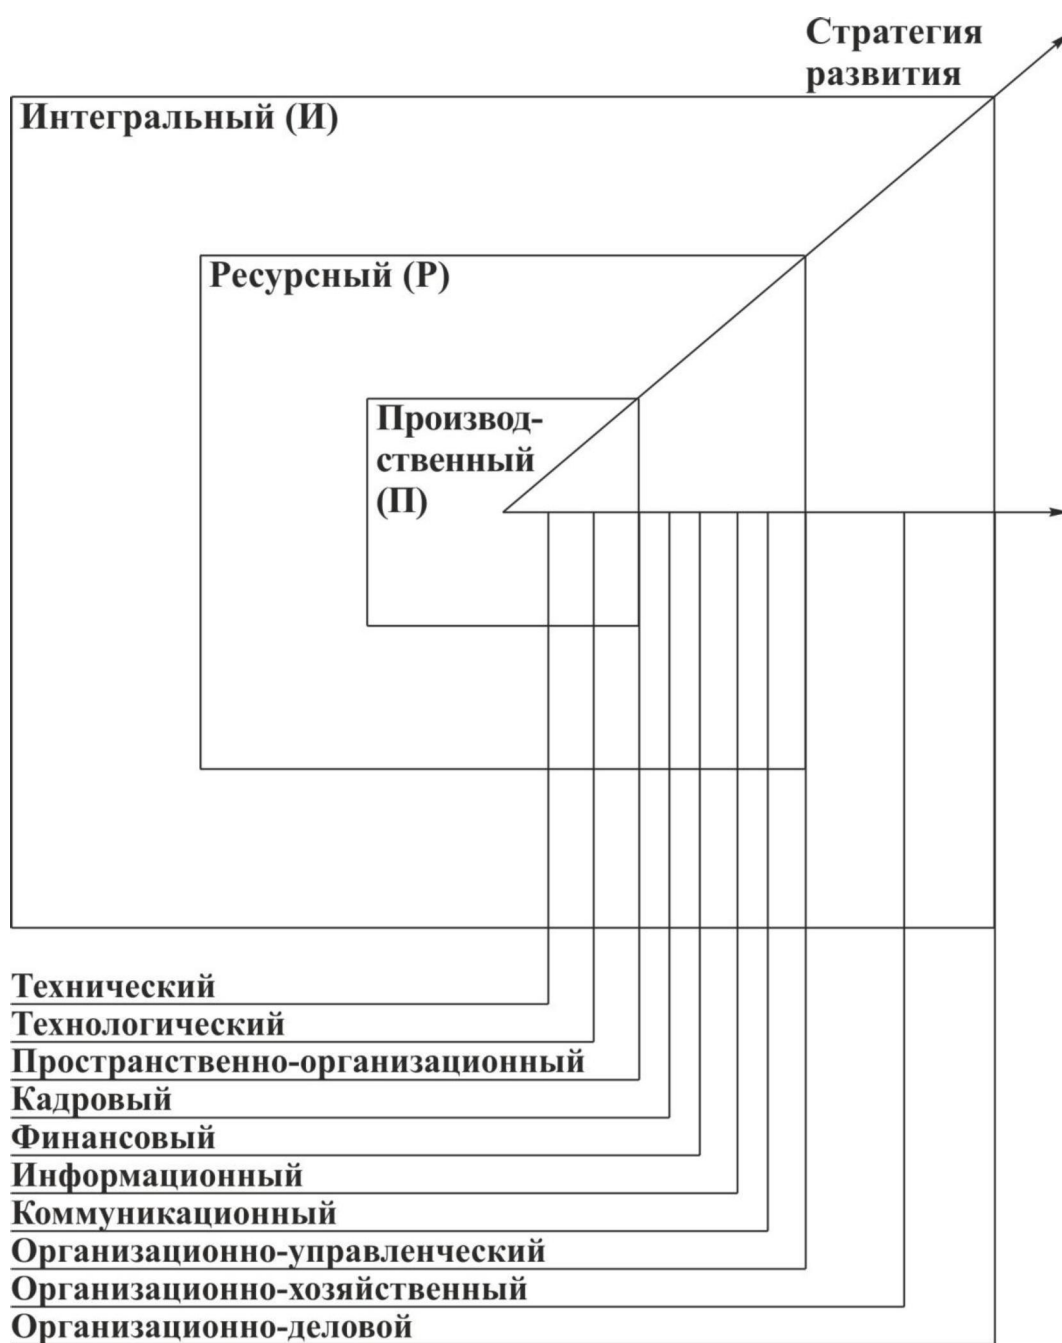 Стратегия
развития
Интегральный (И)
Ресурсный (Р)
Производ-
ственный
(П)
Технический
Технологический
Пространственно-организационный
Кадровый
Финансовый
Информационный
Коммуникационный
Организационно-управленческий
Организационно-хозяйственный
Организационно-деловой